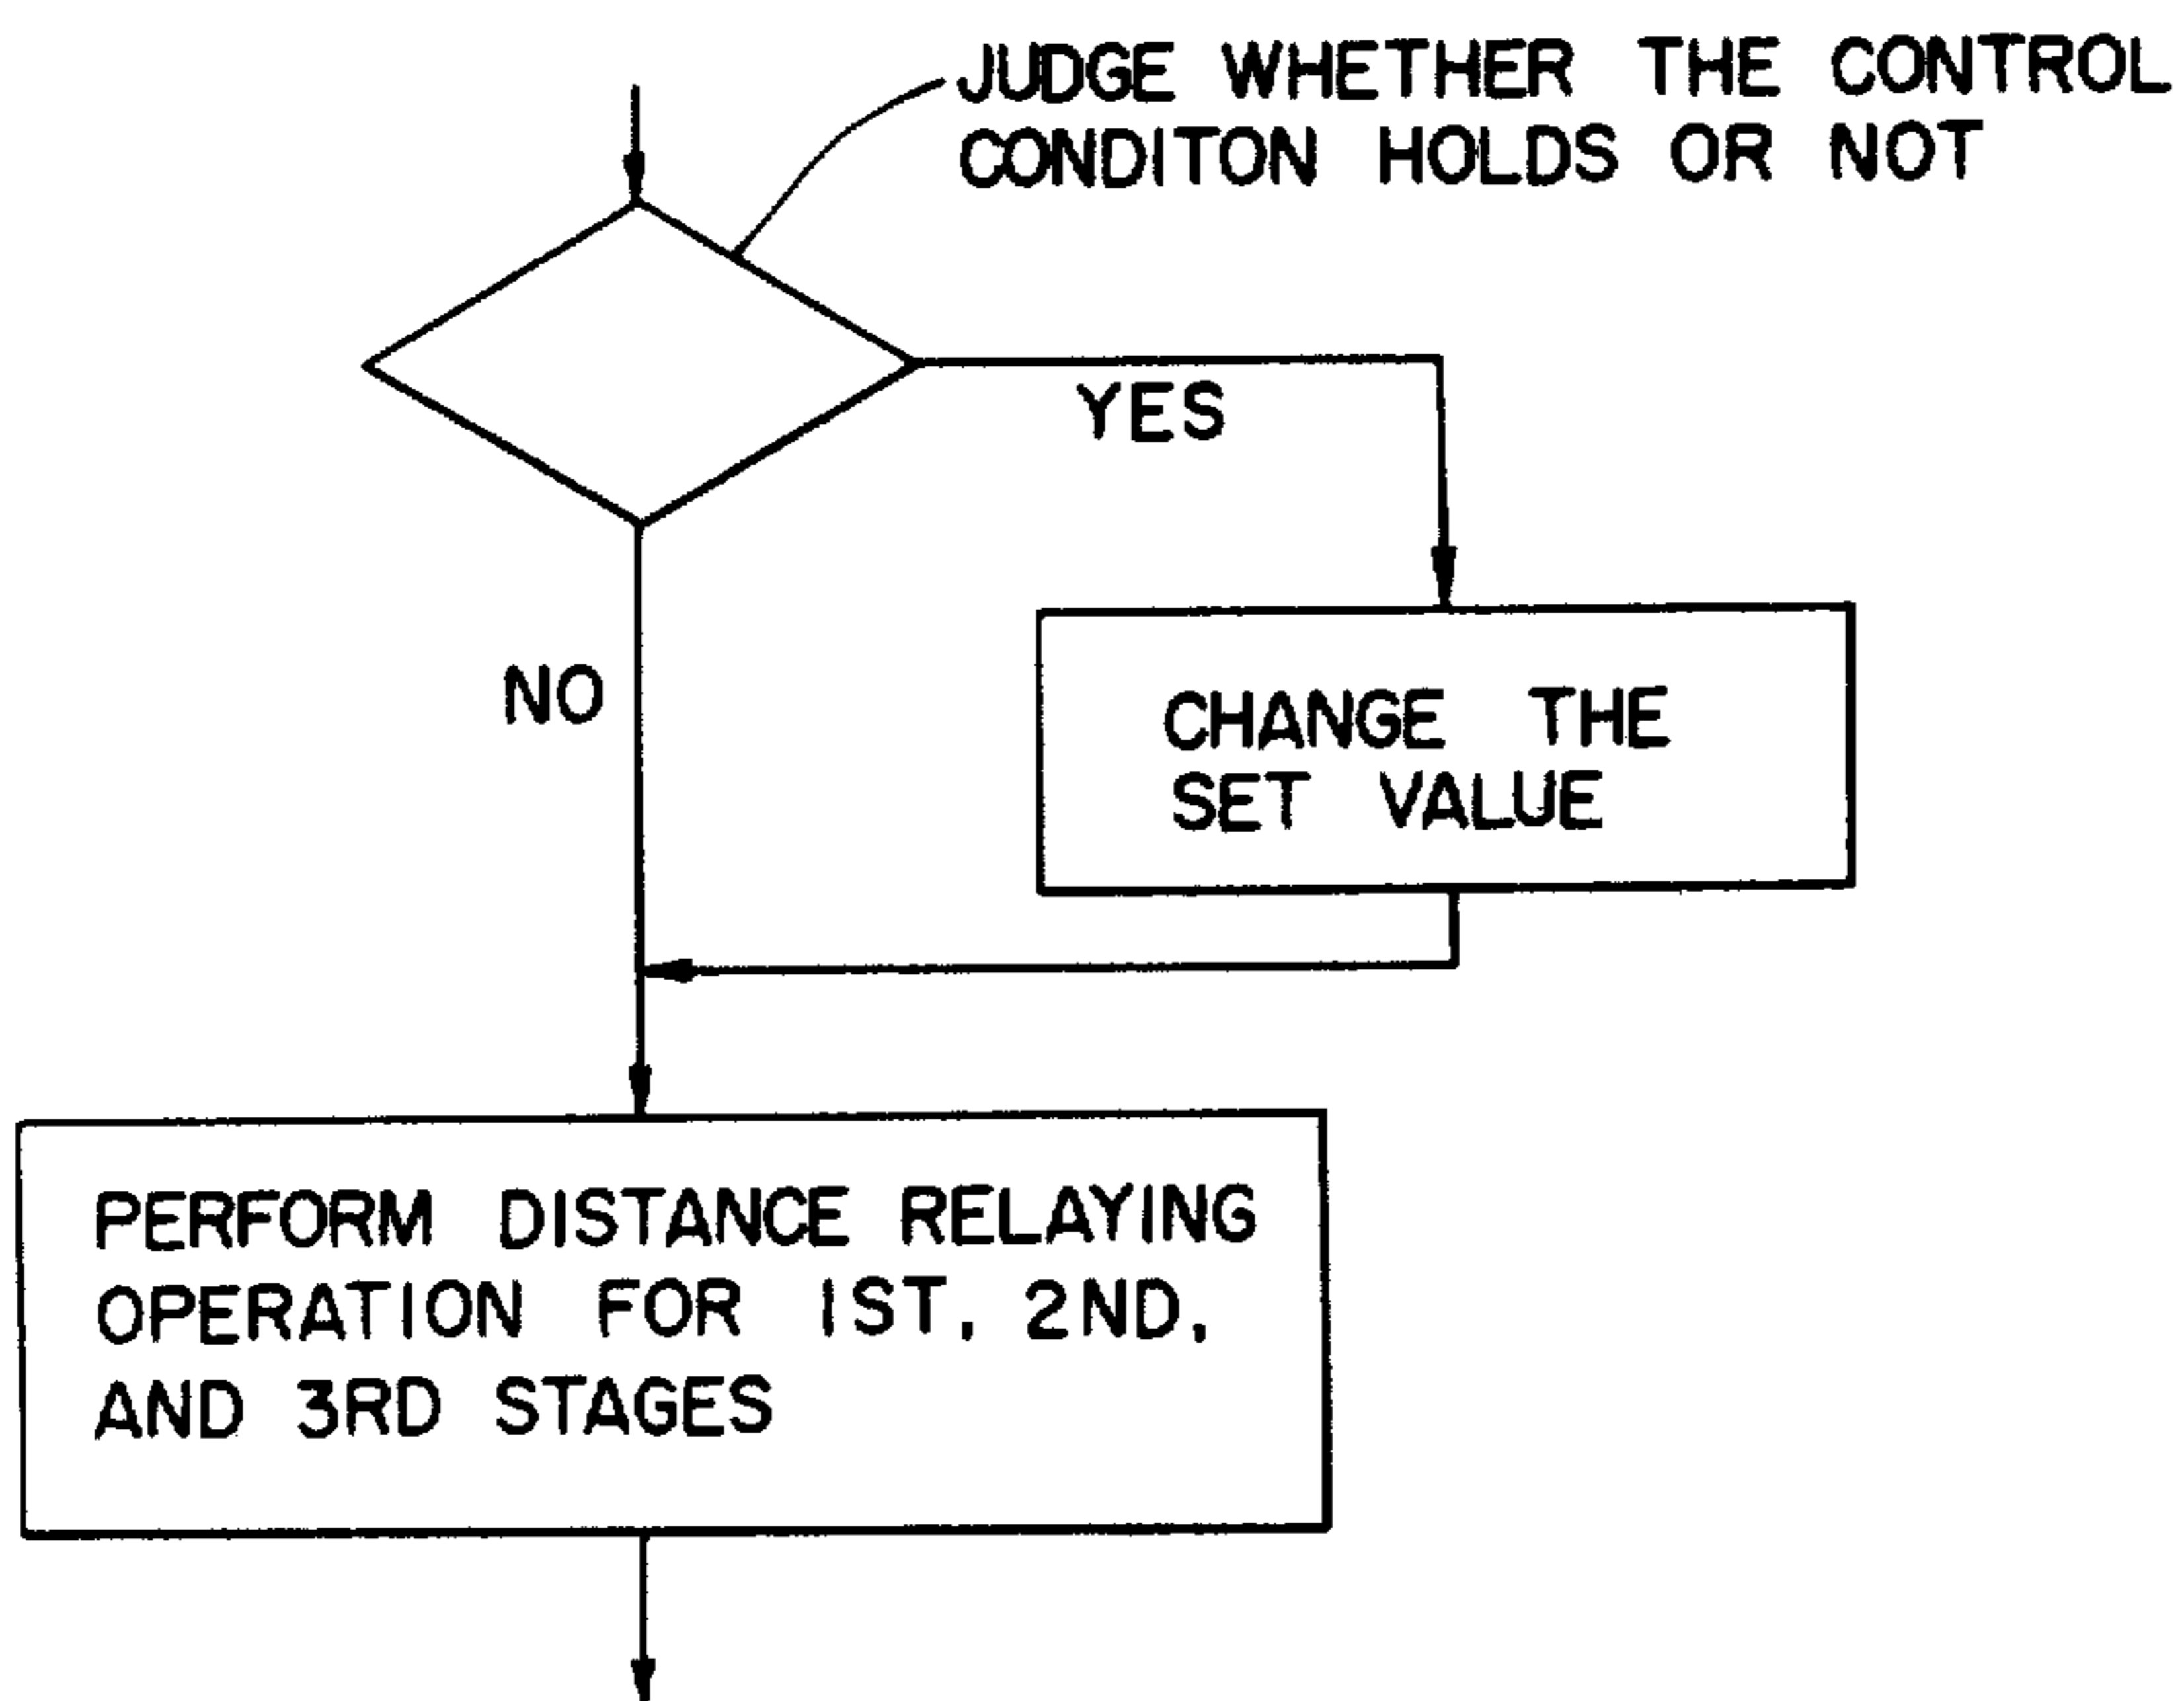 JUDGE WHETHER THE CONTROL
CONDITON HOLDS OR NOT
YES
NO
CHANGE THE
SET VALUE
PERFORM DISTANCE RELAYING
OPERATION FOR 1ST, 2ND,
AND 3RD STAGES